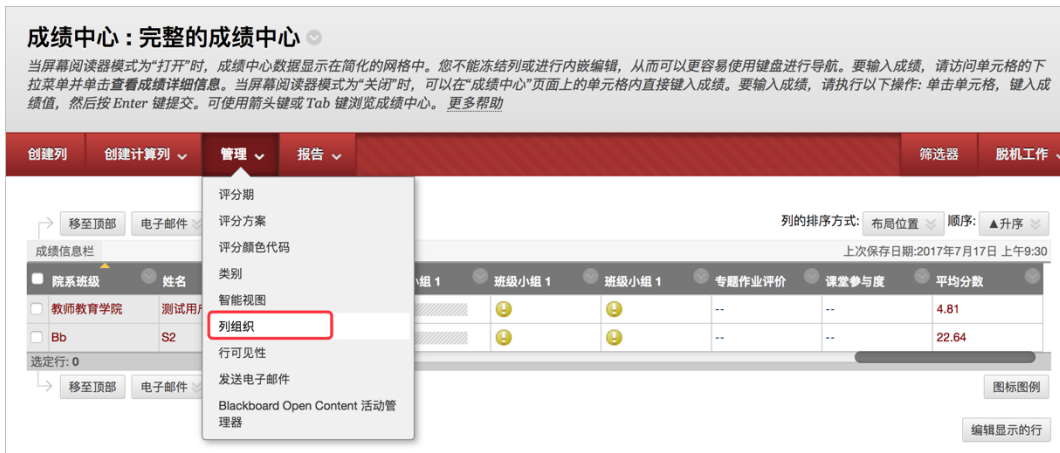 成绩中心 : 完整的成绩中心
当屏幕阅读器模式为“打开”时，成绩中心数据显示在简化的网格中。您不能冻结列或进行内嵌编辑，从而可以更容易使用键盘进行导航。要输入成绩，请访问单元格的下
拉菜单并单击查看成绩详细信息。当屏幕阅读器模式为“关闭”时，可以在“成绩中心”页面上的单元格内直接键入成绩。要输入成绩，请执行以下操作: 单击单元格，键入成
绩值，然后按 Enter 键提交。可使用箭头键或 Tab 键浏览成绩中心。 更多帮助
创建列 创建计算列 管理 报告 筛选器 脱机工作
评分期
评分方案
评分颜色代码
类别
智能视图
列组织
行可见性
发送电子邮件
Blackboard Open Content 活动管
理器
移至顶部 电子邮件 列的排序方式: 布局位置 顺序: ▲升序
成绩信息栏 上次保存日期:2017年7月17日 上午9:30
院系班级 姓名 小组 1 班级小组 1 班级小组 1 专题作业评价 课堂参与度 平均分数
教师教育学院 测试用 -- -- 4.81
Bb S2 -- -- 22.64
选定行: 0
移至顶部 电子邮件 图标图例
编辑显示的行